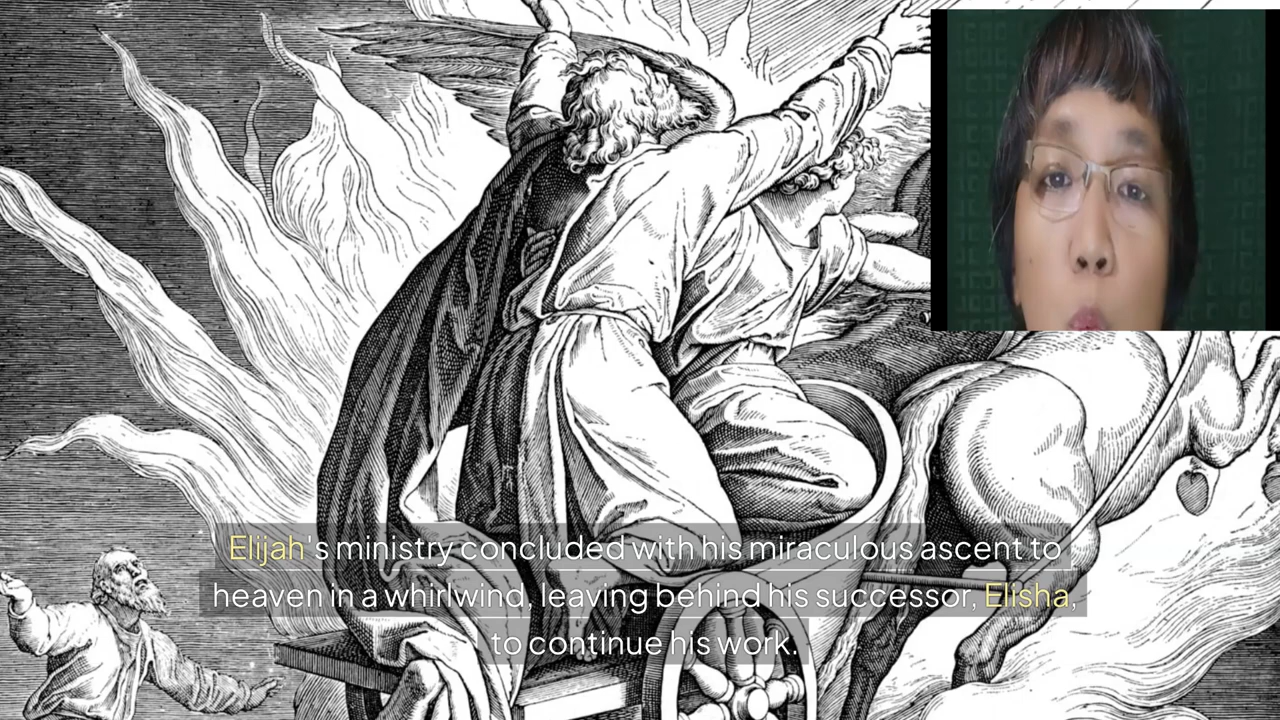 Elijah's ministry concluded with his miraculous ascent to
heaven in a whirlwind, leaving behind his successor, Elisha,
to continue his work.